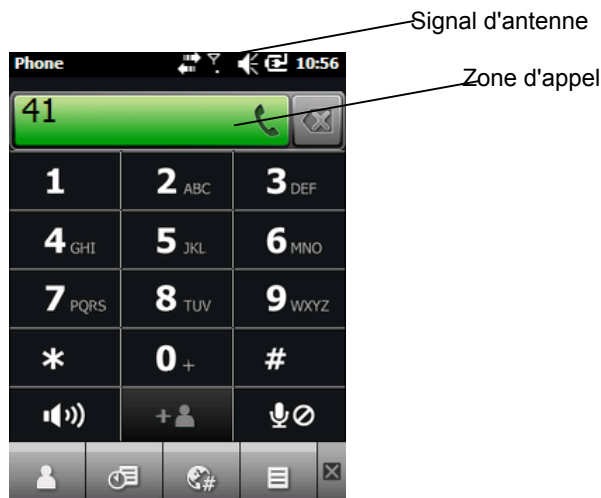 Signal d'antenne
Phone 10:56
Zone d'appel
41
1 2 ABC 3 DEF
4 GHI 5 JKL 6 MNO
7 PQRS 8 TUV 9 WXYZ
* 0 + #
+
#